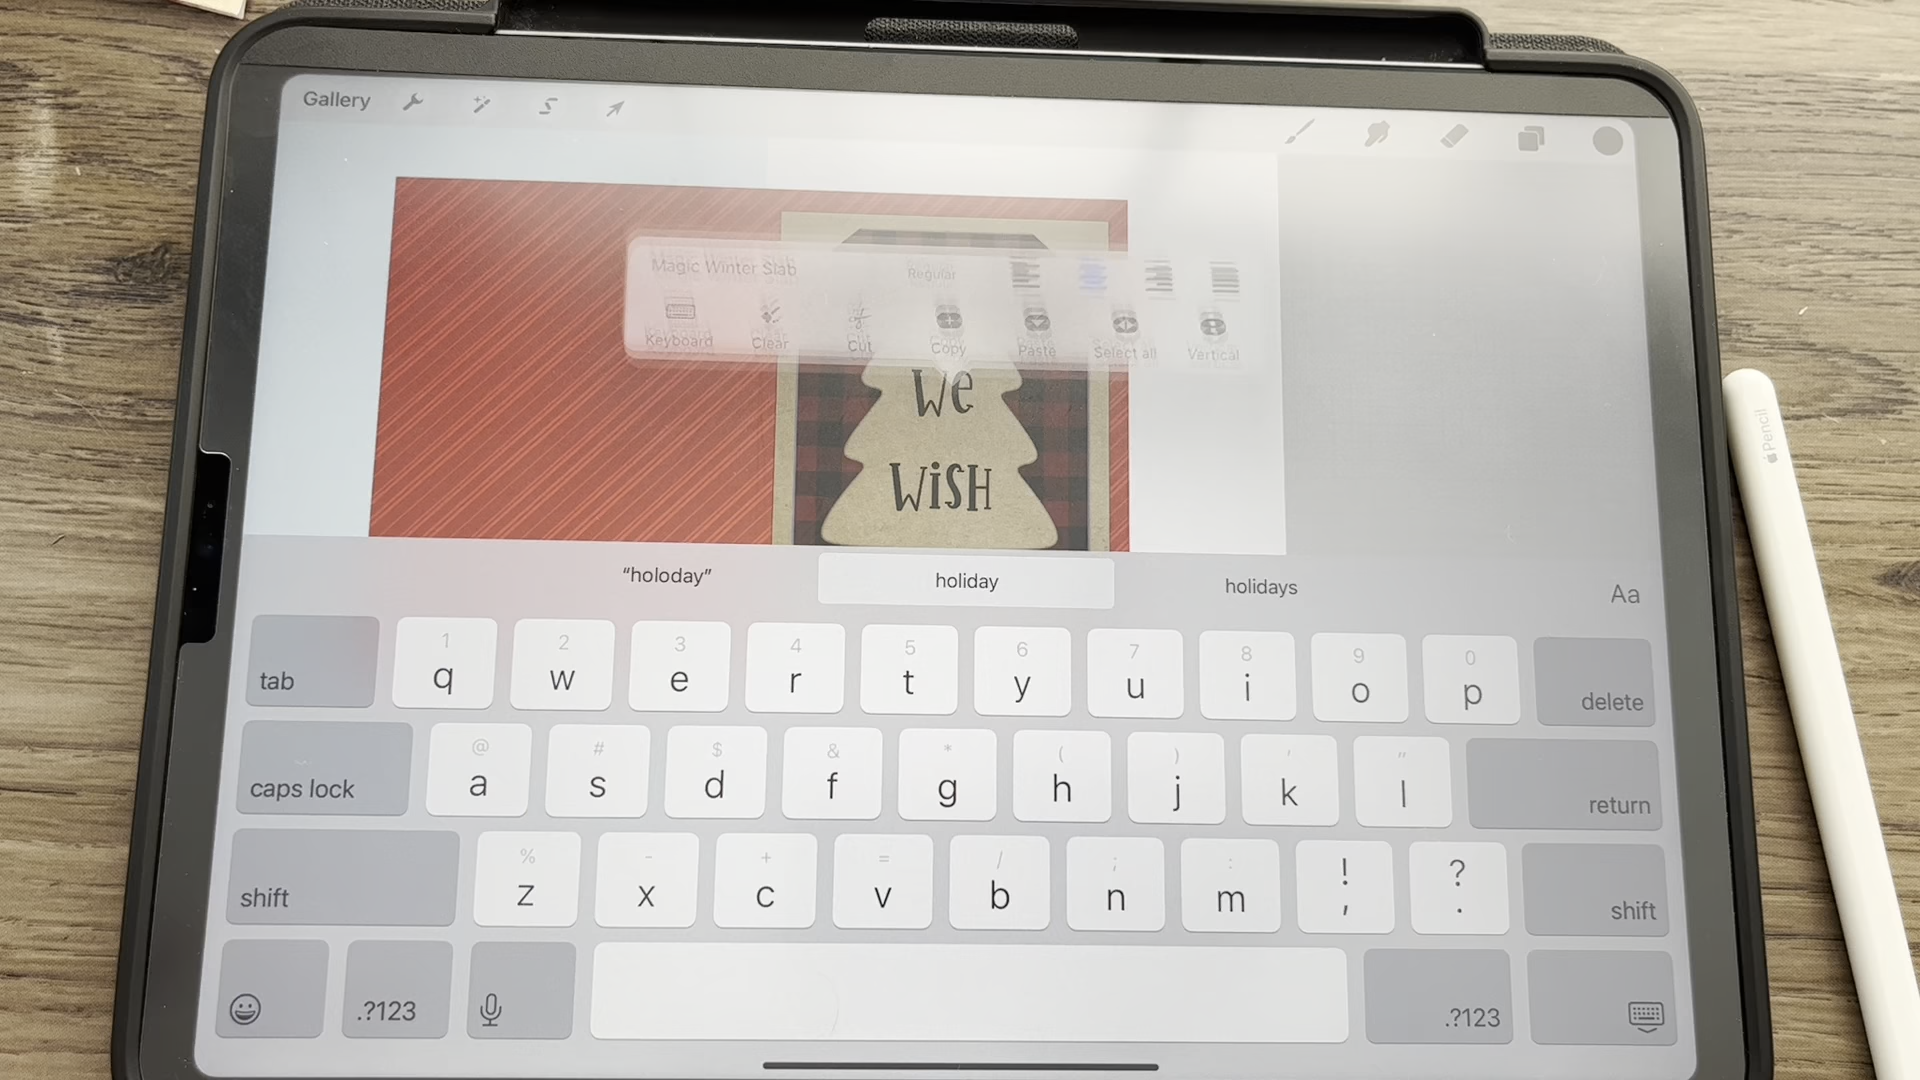 Gallery
Magic Winter Slab Regular
Keyboard Clear Cut Copy Paste Select all Vertical
We
WiSH
“holoday” holiday holidays Aa
1 2 3 4 5 6 7 8 9 0
tab q w e r t y u i o p delete
@ # $ & * ( ) ' "
caps lock a s d f g h j k l return
% - + = / ; : ! ?
shift z x c v b n m , . shift
.?123 .?123
Pencil